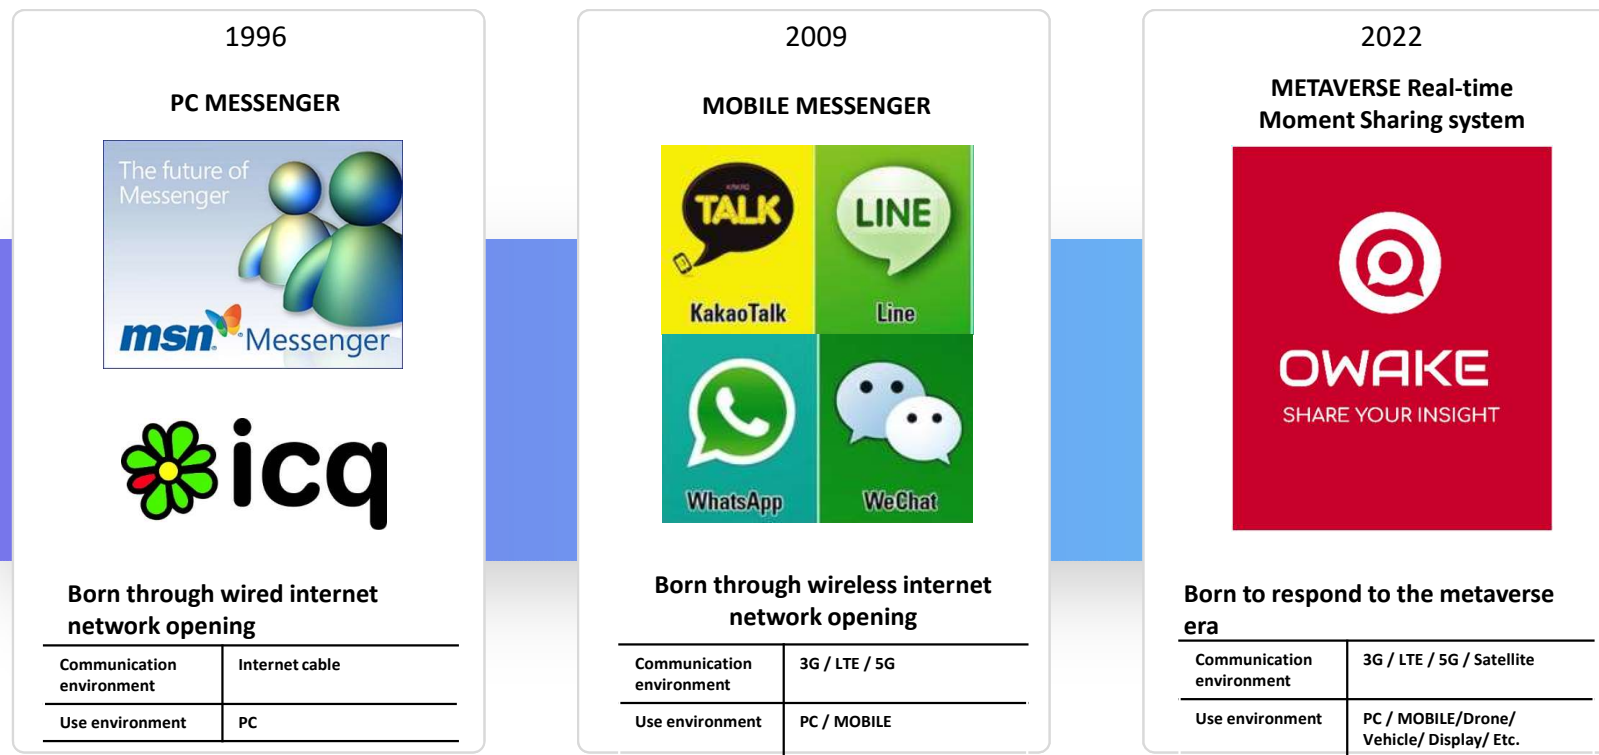 1996
PC MESSENGER
The future of
Messenger
msn Messenger
icq
Born through wired internet
network opening
Communication
environment
Internet cable
Use environment
PC
2009
MOBILE MESSENGER
KAKAO
TALK
KakaoTalk
LINE
Line
WhatsApp
WeChat
Born through wireless internet
network opening
Communication
environment
3G / LTE / 5G
Use environment
PC / MOBILE
2022
METAVERSE Real-time
Moment Sharing system
OWAKE
SHARE YOUR INSIGHT
Born to respond to the metaverse
era
Communication
environment
3G / LTE / 5G / Satellite
Use environment
PC / MOBILE/Drone/
Vehicle/ Display/ Etc.